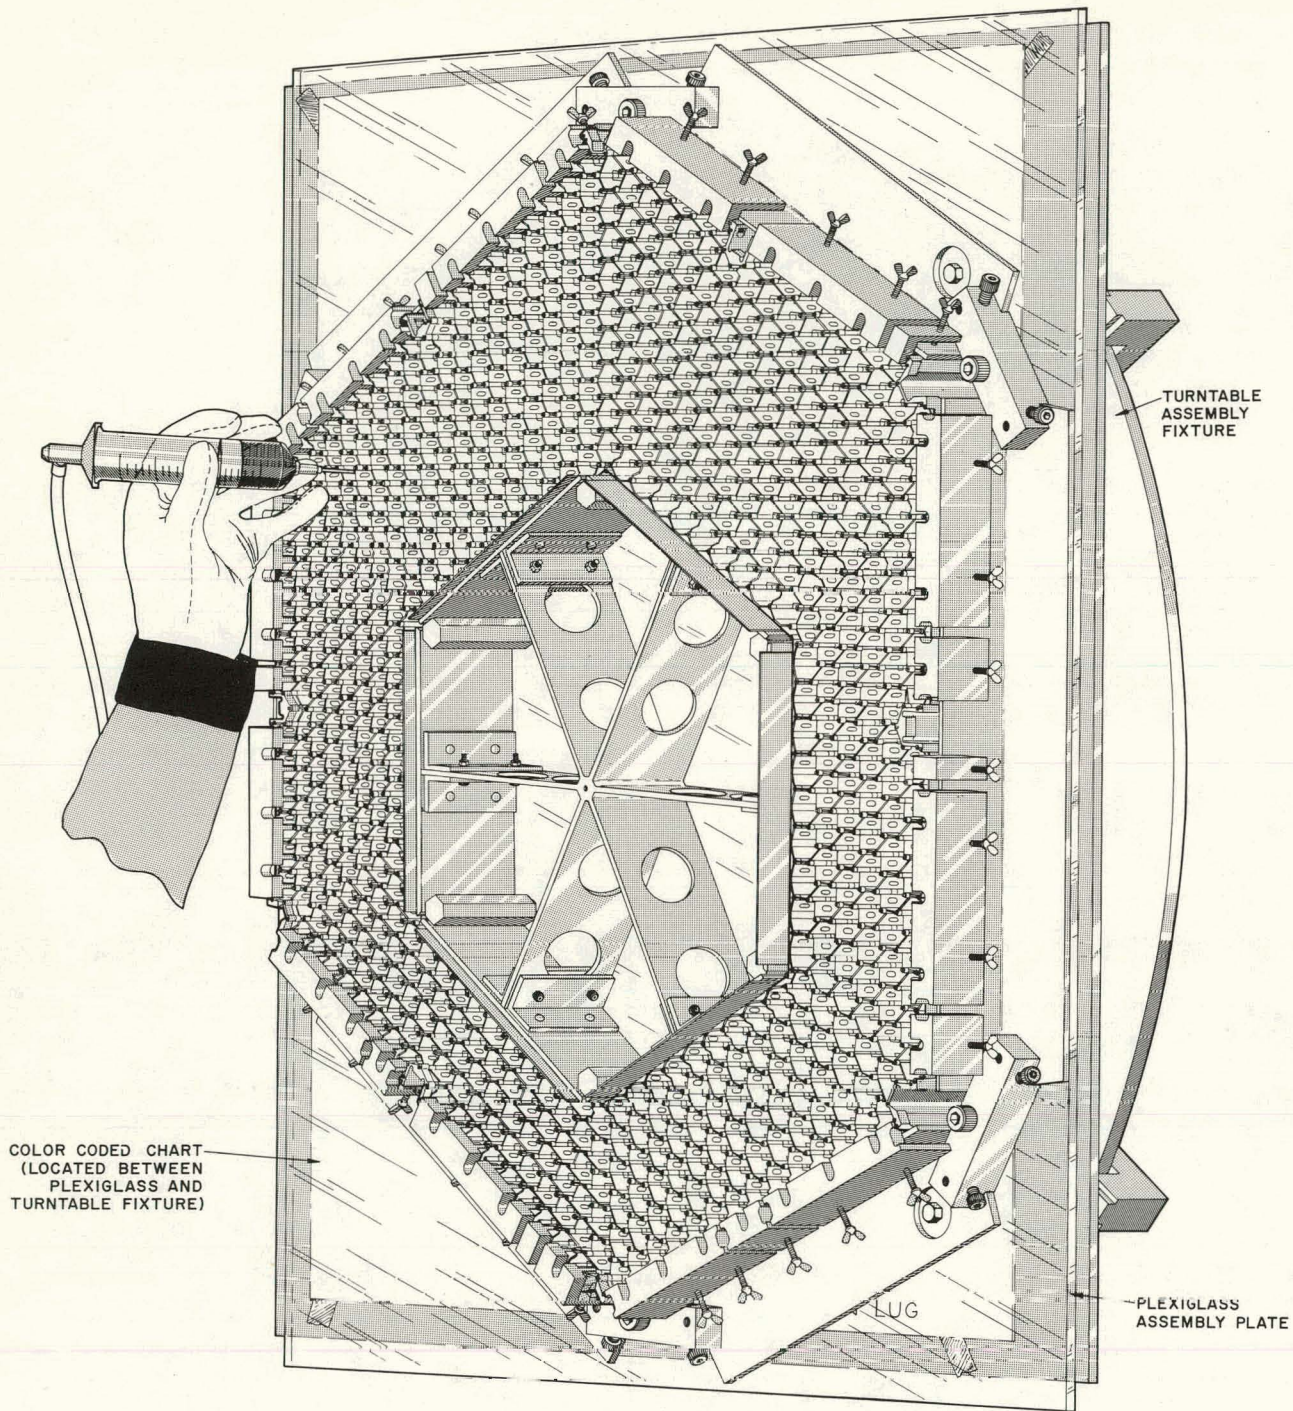 TURNTABLE
ASSEMBLY
FIXTURE
COLOR CODED CHART
(LOCATED BETWEEN
PLEXIGLASS AND
TURNTABLE FIXTURE)
LUG
PLEXIGLASS
ASSEMBLY PLATE